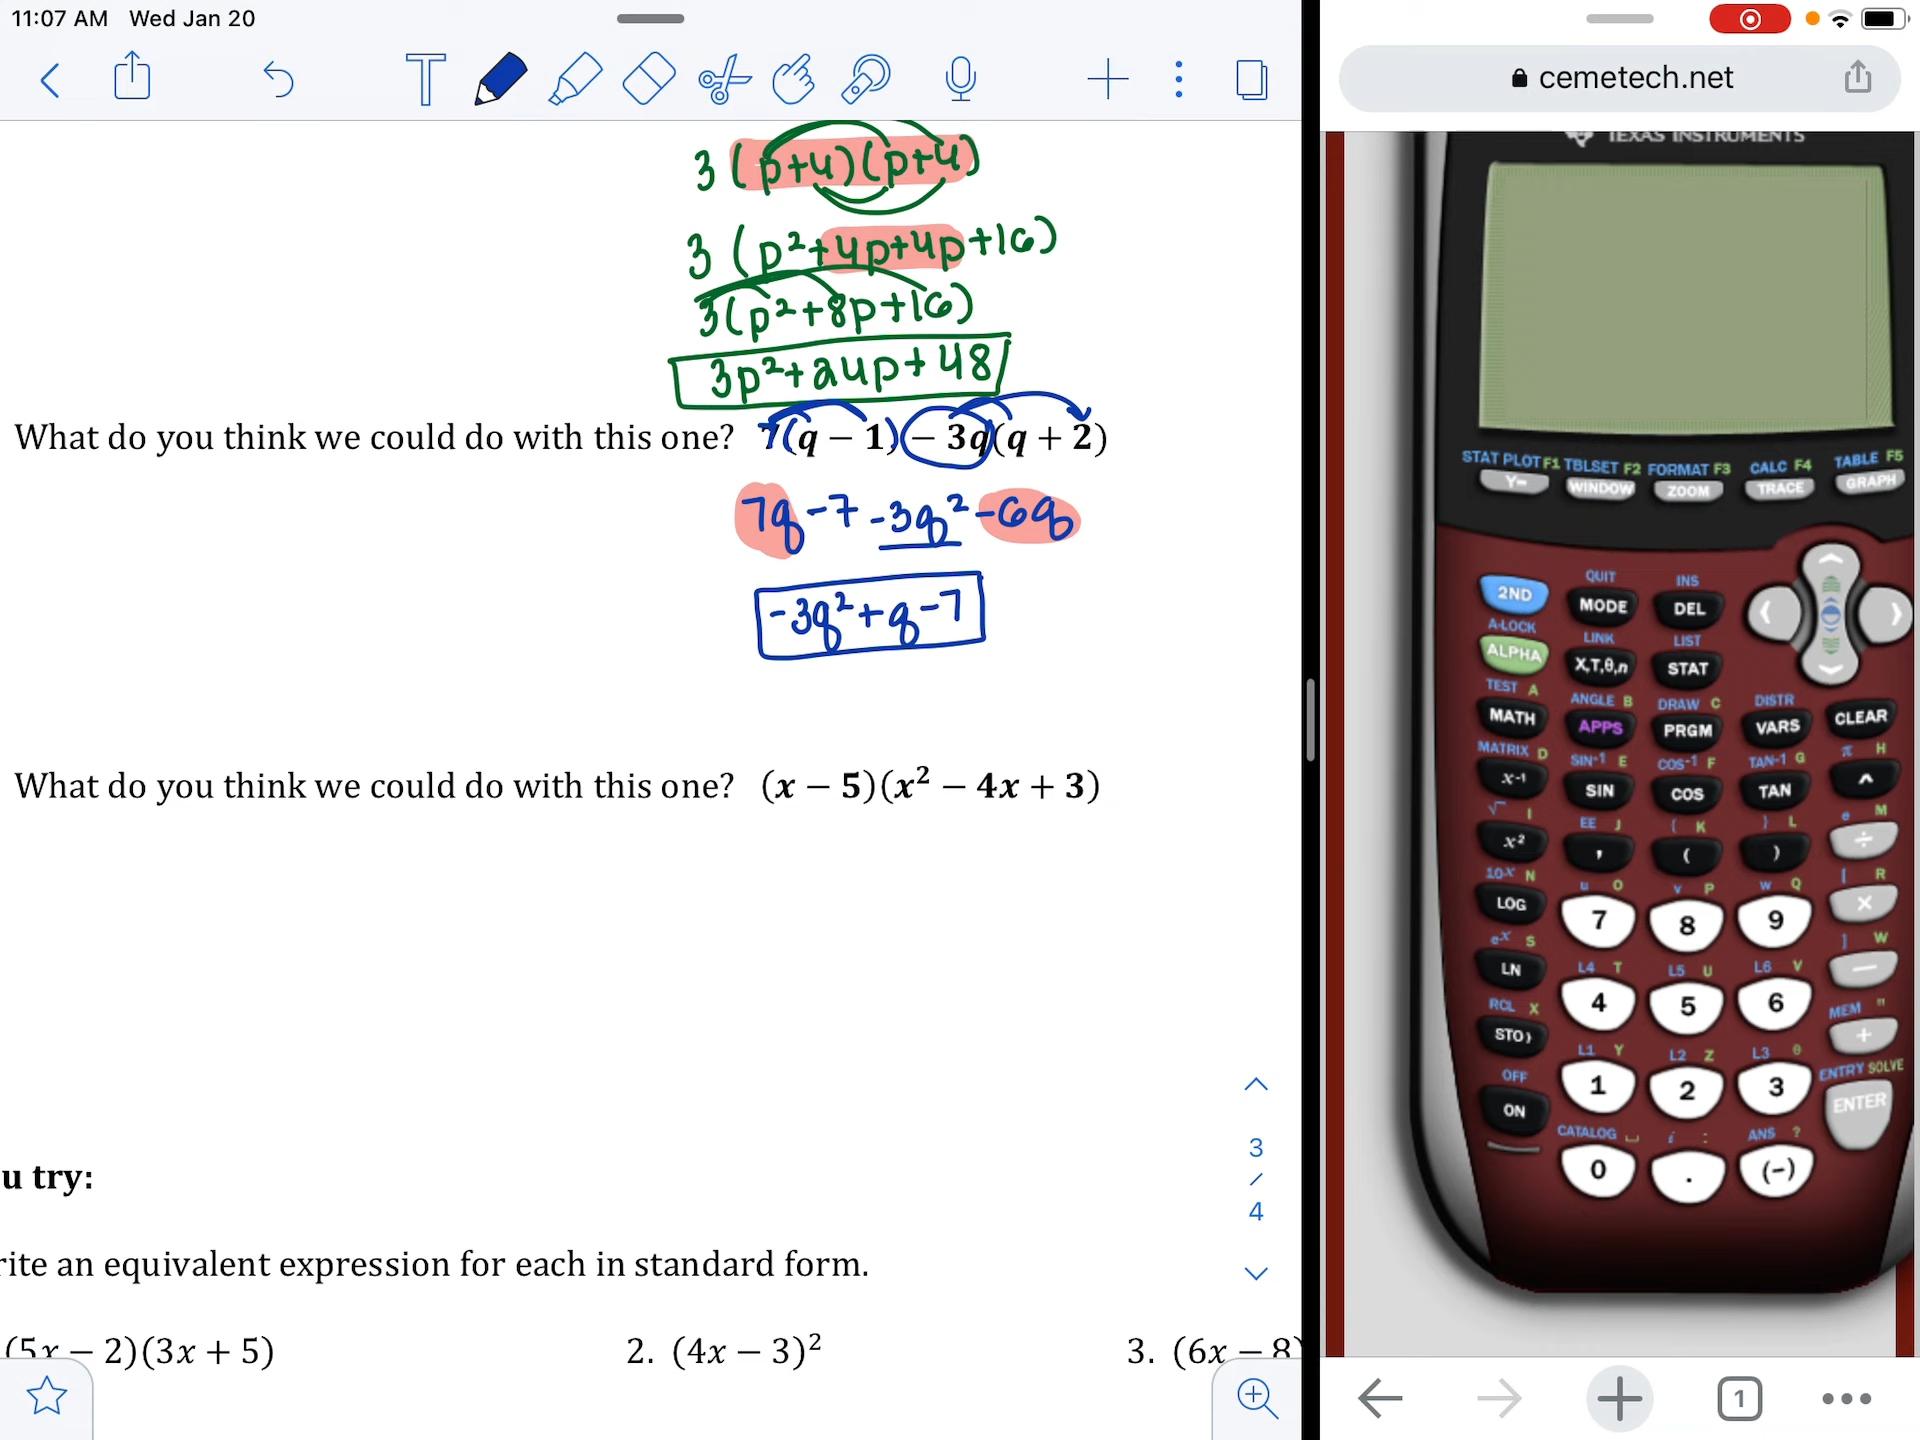 11:07 AM Wed Jan 20
T
3(p+4)(p+4)
3(p²+4p+4p+16)
3(p²+8p+16)
3p²+24p+48
What do you think we could do with this one? 7(q − 1) − 3q(q + 2)
7q-7-3q²-6q
-3q²+q-7
What do you think we could do with this one? (x − 5)(x² − 4x + 3)
u try:
rite an equivalent expression for each in standard form.
(5x − 2)(3x + 5) 2. (4x − 3)² 3. (6x − 8)
3
/
4
cemetech.net
TEXAS INSTRUMENTS
STAT PLOT F1 TBLSET F2 FORMAT F3 CALC F4 TABLE F5
Y= WINDOW ZOOM TRACE GRAPH
QUIT INS
2ND MODE DEL
A-LOCK LINK LIST
ALPHA X,T,θ,n STAT
TEST A ANGLE B DRAW C DISTR
MATH APPS PRGM VARS CLEAR
MATRIX D SIN⁻¹ E COS⁻¹ F TAN⁻¹ G π H
x⁻¹ SIN COS TAN ^
√ I EE J { K } L e M
x² , ( ) ÷
10ˣ N u O v P w Q [ R
LOG 7 8 9 ×
eˣ S L4 T L5 U L6 V ] W
LN 4 5 6 −
RCL X L1 Y L2 Z L3 θ MEM "
STO⟩ 1 2 3 +
OFF CATALOG ␣ i : ANS ? ENTRY SOLVE
ON 0 . (-) ENTER
1